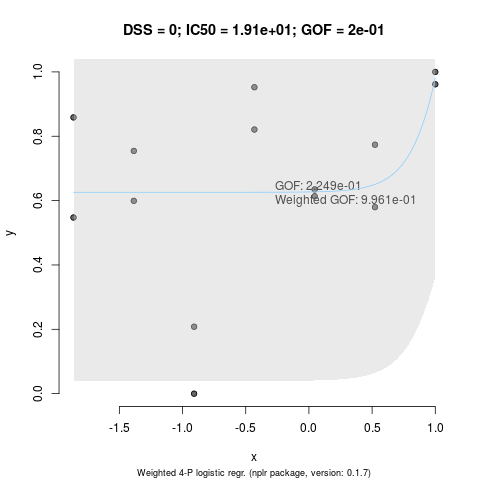 DSS = 0; IC50 = 1.91e+01; GOF = 2e-01
1.0
0.8
0.6
0.4
0.2
0.0
y
GOF: 2.249e-01
Weighted GOF: 9.961e-01
-1.5 -1.0 -0.5 0.0 0.5 1.0
x
Weighted 4-P logistic regr. (nplr package, version: 0.1.7)